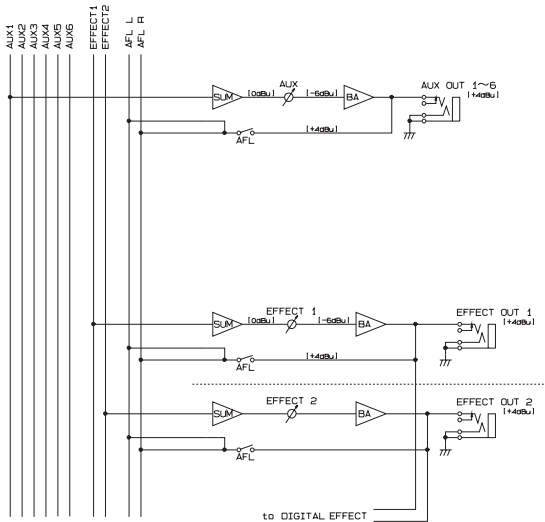 AUX1
AUX2
AUX3
AUX4
AUX5
AUX6
EFFECT1
EFFECT2
AFL L
AFL R
AUX
AUX OUT 1~6
[+4dBu]
SUM
[0dBu]
[-6dBu]
BA
[+4dBu]
AFL
EFFECT 1
EFFECT OUT 1
[+4dBu]
SUM
[0dBu]
[-6dBu]
BA
[+4dBu]
AFL
EFFECT 2
EFFECT OUT 2
[+4dBu]
SUM
BA
AFL
to DIGITAL EFFECT